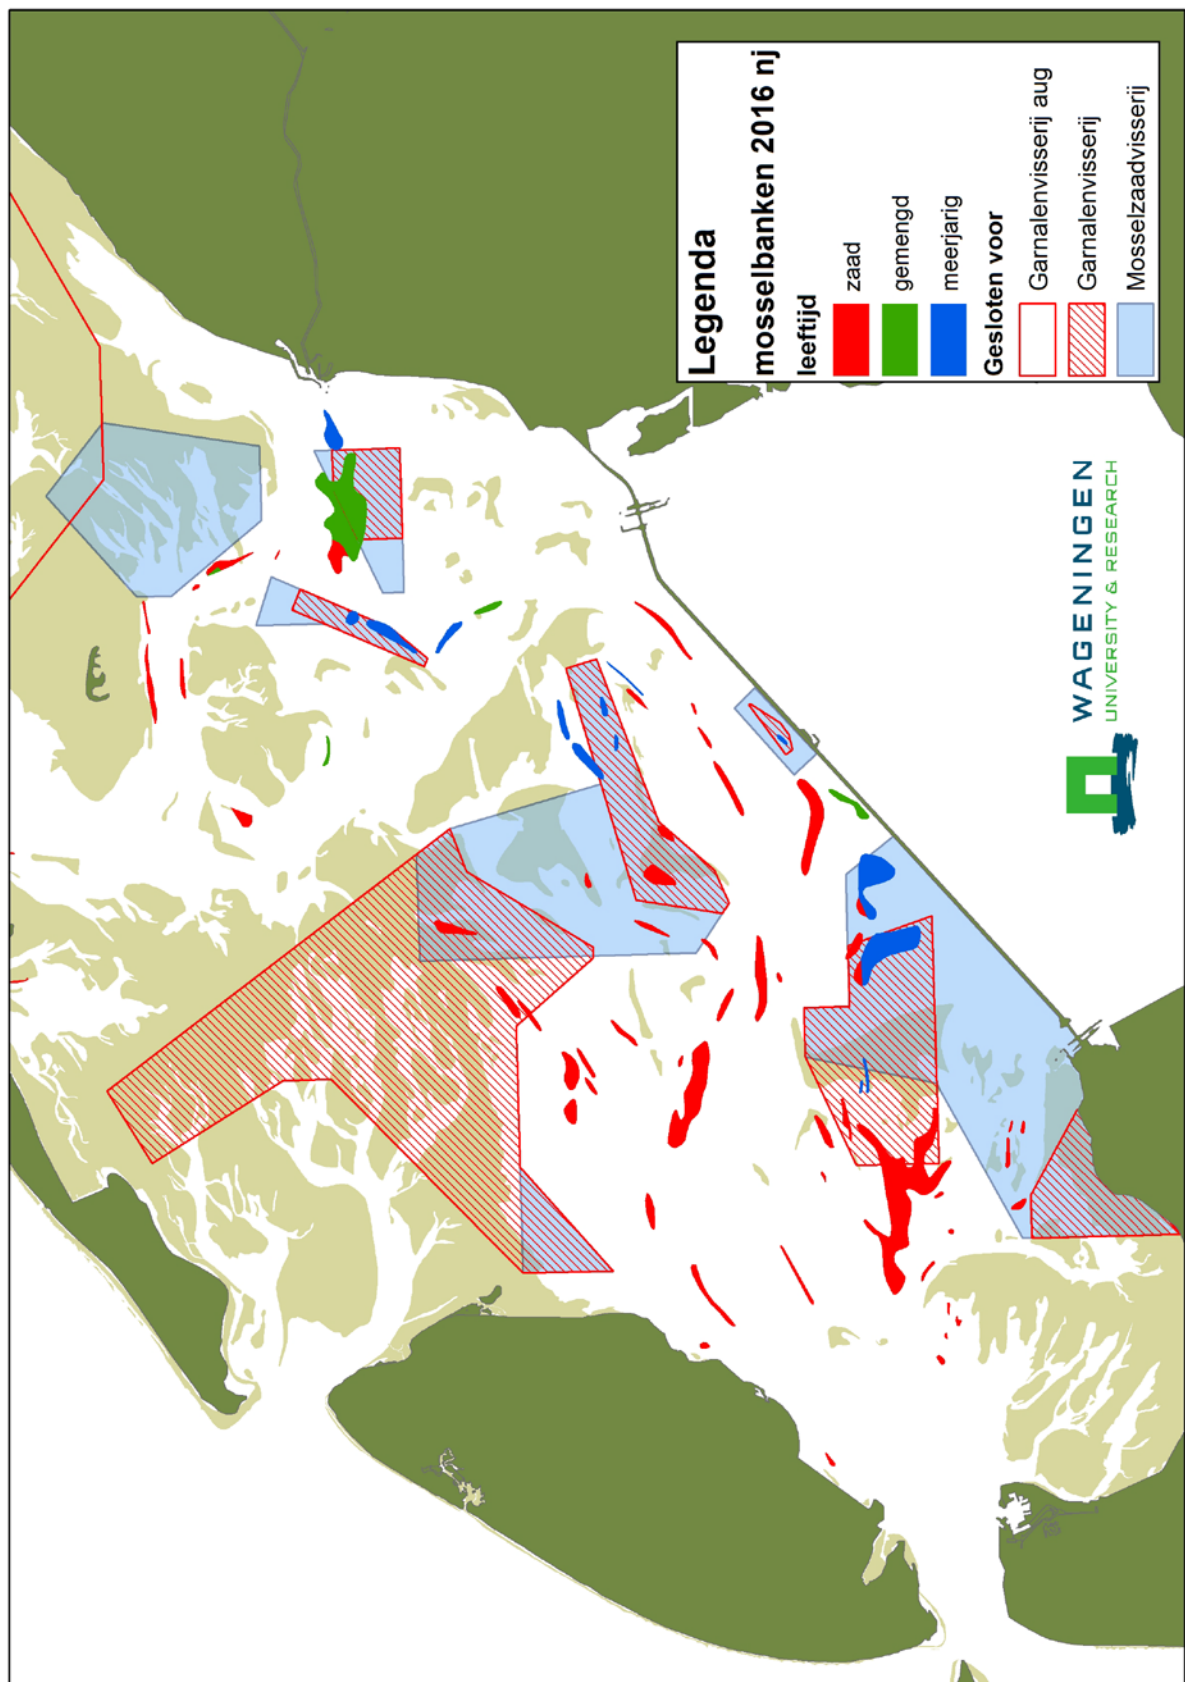 Legenda
mosselbanken 2016 nj
leeftijd
zaad
gemengd
meerjarig
Gesloten voor
Garnalenvisserij aug
Garnalenvisserij
Mosselzaadvisserij
WAGENINGEN
UNIVERSITY & RESEARCH